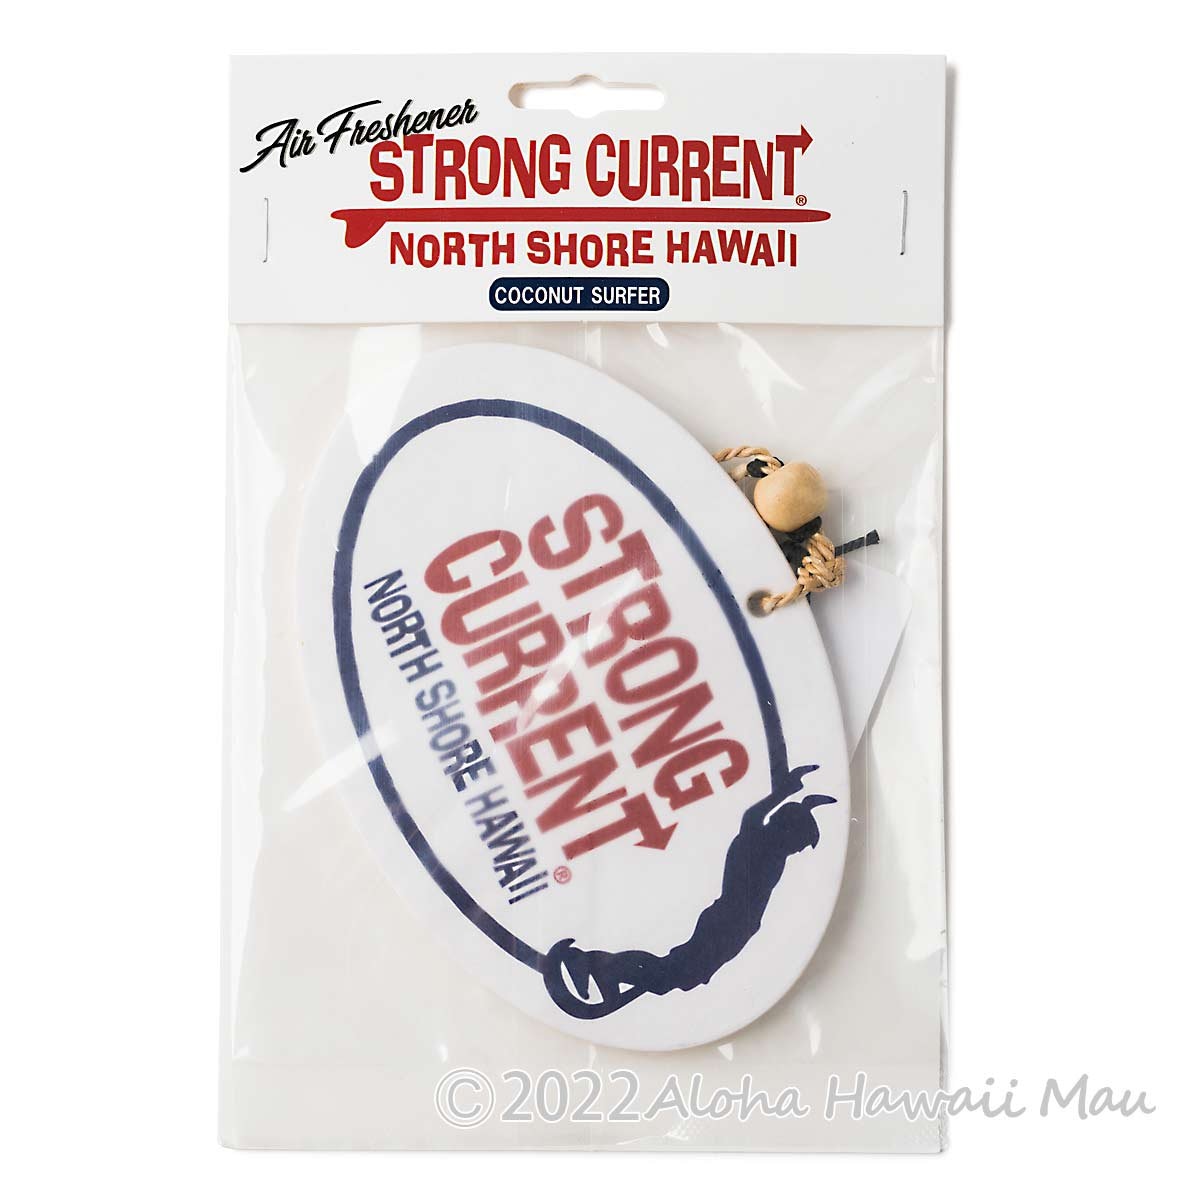 Air Freshener
STRONG CURRENT®
NORTH SHORE HAWAII
COCONUT SURFER
STRONG
CURRENT®
NORTH SHORE HAWAII
©2022 Aloha Hawaii Mau